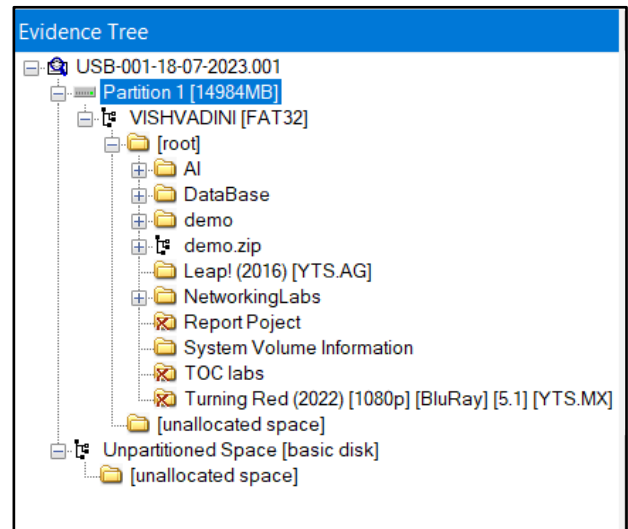 Evidence Tree
USB-001-18-07-2023.001
Partition 1 [14984MB]
VISHVADINI [FAT32]
[root]
AI
DataBase
demo
demo.zip
Leap! (2016) [YTS.AG]
NetworkingLabs
Report Poject
System Volume Information
TOC labs
Turning Red (2022) [1080p] [BluRay] [5.1] [YTS.MX]
[unallocated space]
Unpartitioned Space [basic disk]
[unallocated space]